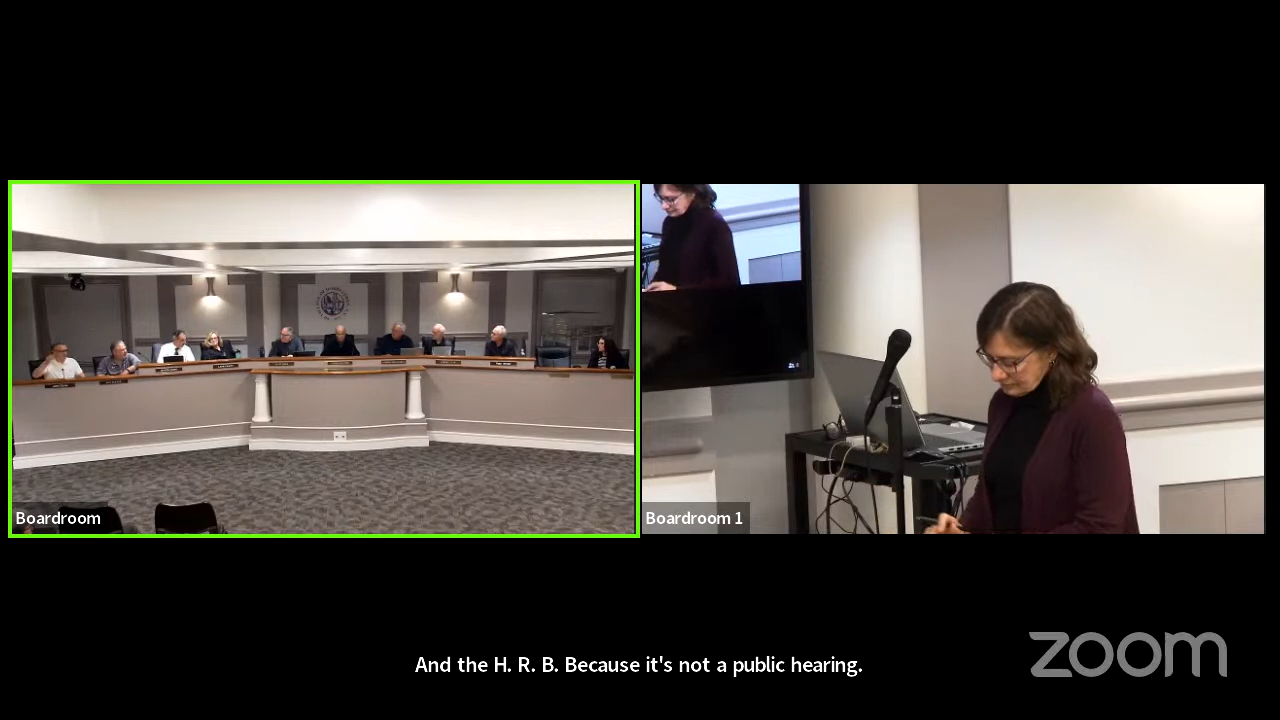 Boardroom
Boardroom 1
And the H. R. B. Because it's not a public hearing.
zoom